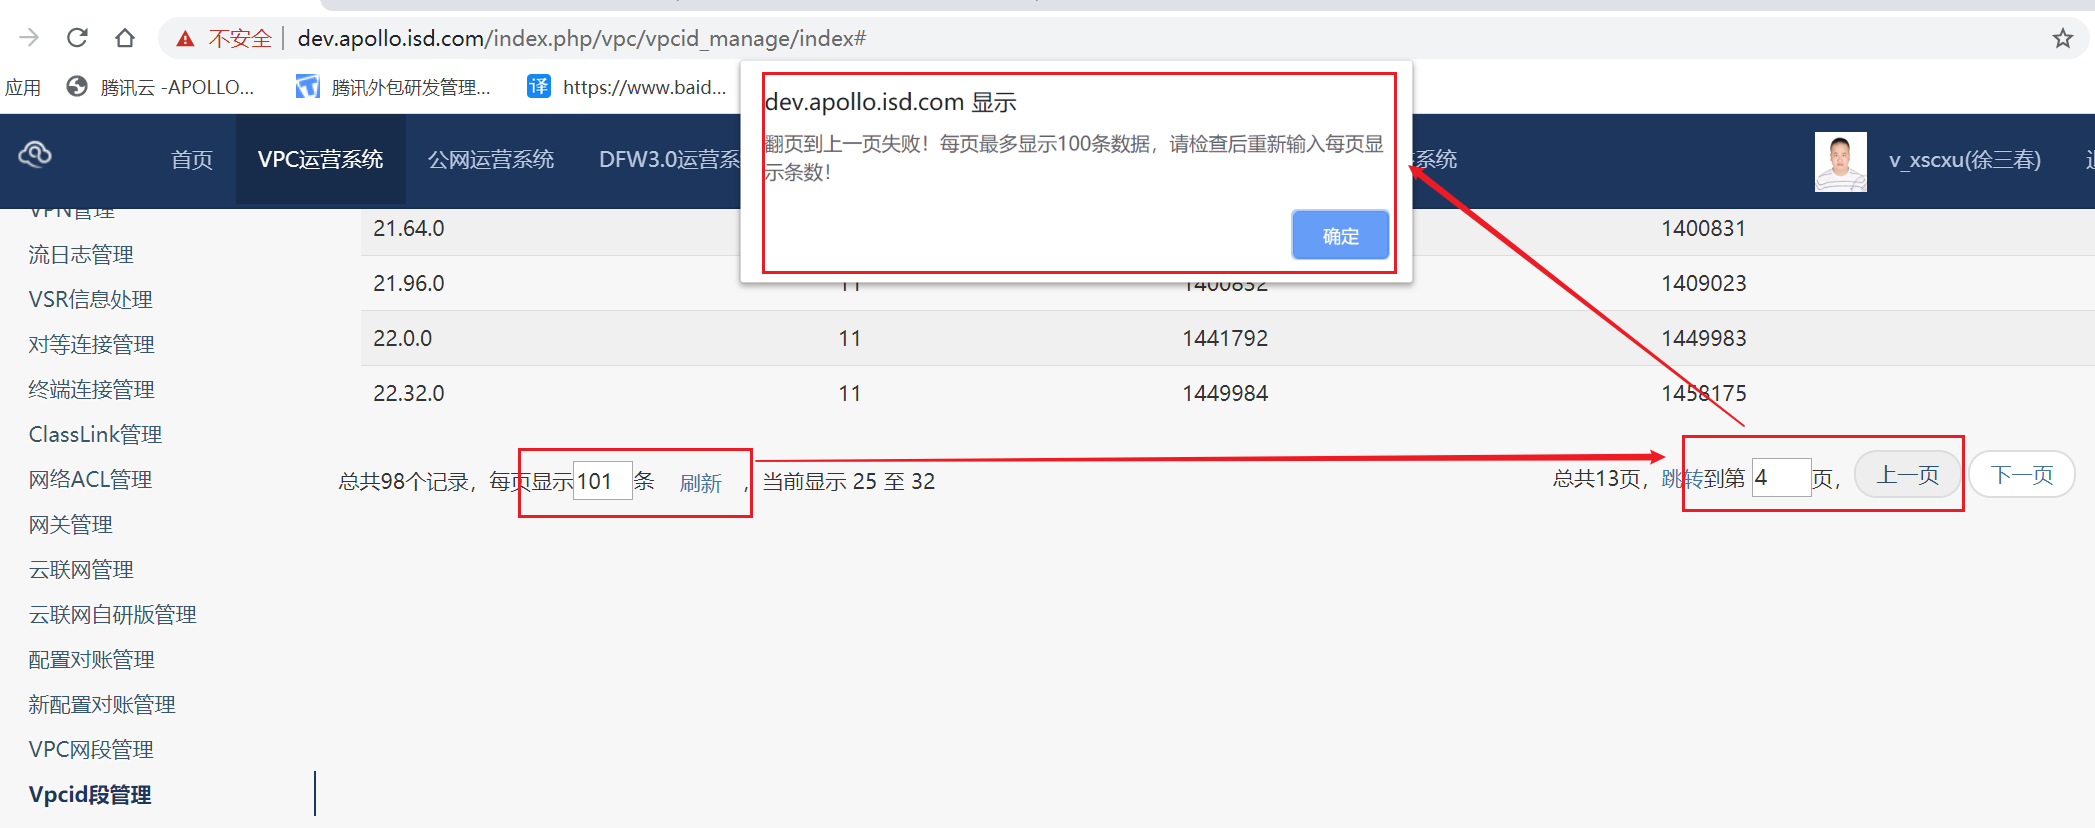 不安全 dev.apollo.isd.com/index.php/vpc/vpcid_manage/index#
应用 腾讯云 -APOLLO... 腾讯外包研发管理... 译 https://www.baid...
dev.apollo.isd.com 显示
翻页到上一页失败！每页最多显示100条数据，请检查后重新输入每页显
示条数！
确定
首页 VPC运营系统 公网运营系统 DFW3.0运营系 系统 v_xscxu(徐三春)
VPN管理
流日志管理
VSR信息处理
对等连接管理
终端连接管理
ClassLink管理
网络ACL管理
网关管理
云联网管理
云联网自研版管理
配置对账管理
新配置对账管理
VPC网段管理
Vpcid段管理
21.64.0 1400831
21.96.0 11 1400832 1409023
22.0.0 11 1441792 1449983
22.32.0 11 1449984 1458175
总共98个记录，每页显示 101 条 刷新 ，当前显示 25 至 32
总共13页，跳转到第 4 页， 上一页 下一页